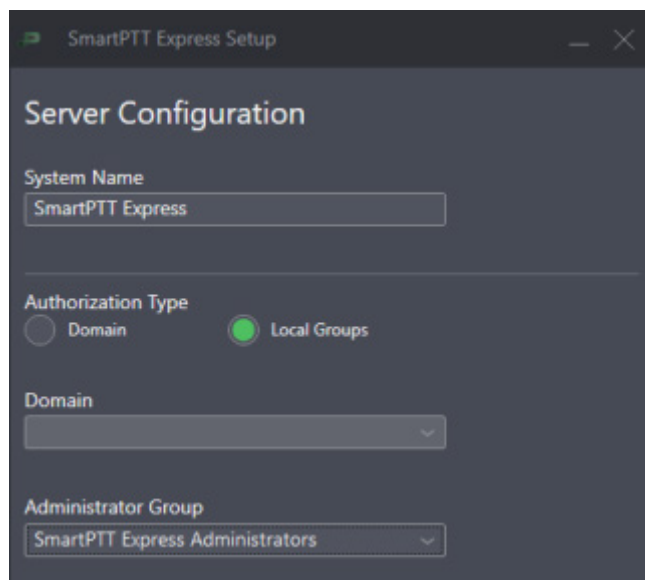 SmartPTT Express Setup
Server Configuration
System Name
SmartPTT Express
Authorization Type
Domain Local Groups
Domain
Administrator Group
SmartPTT Express Administrators